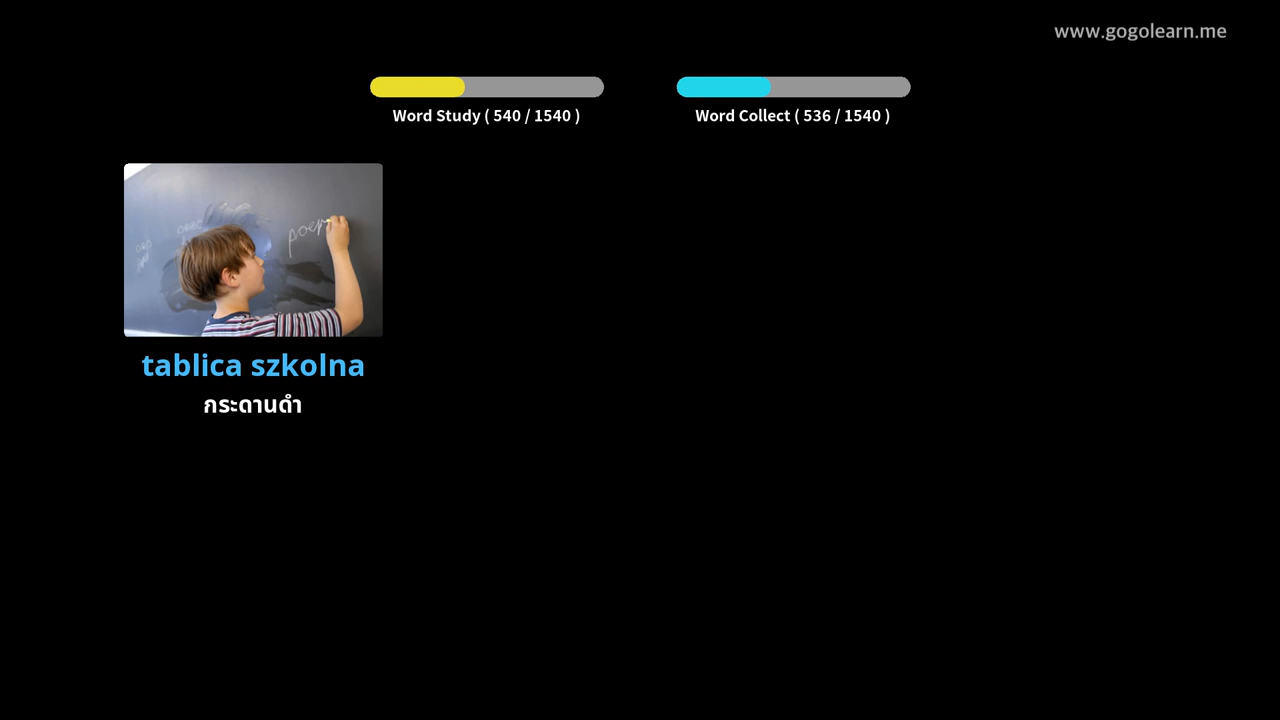 www.gogolearn.me
Word Study ( 540 / 1540 )
Word Collect ( 536 / 1540 )
poem
tablica szkolna
กระดานดำ